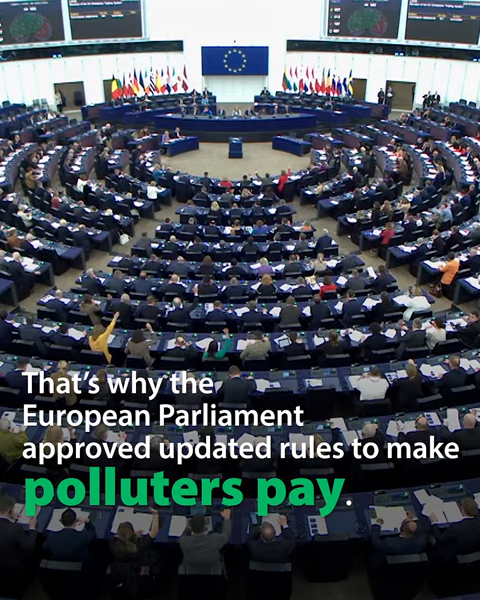 That's why the
European Parliament
approved updated rules to make
polluters pay.